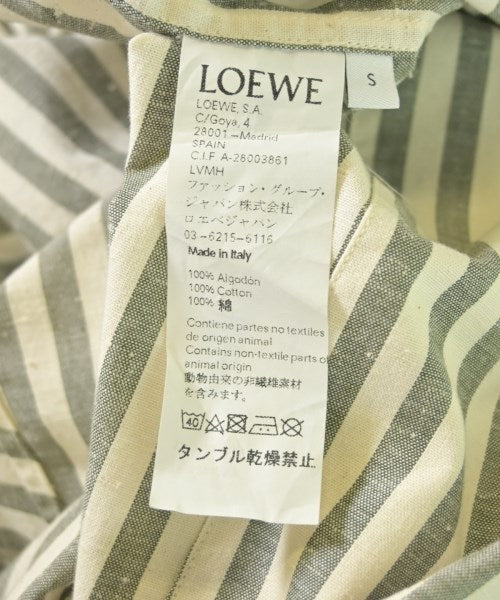 LOEWE
S
LOEWE, S.A.
C/Goya, 4
28001-Madrid
SPAIN
C.I.F A-28003861
LVMH
ファッション・グループ・
ジャパン株式会社
ロエベジャパン
03-6215-6116
Made in Italy
100% Algodón
100% Cotton
100% 綿
Contiene partes no textiles
de origen animal
Contains non-textile parts of
animal origin
動物由来の非繊維素材
を含みます。
40
タンブル乾燥禁止